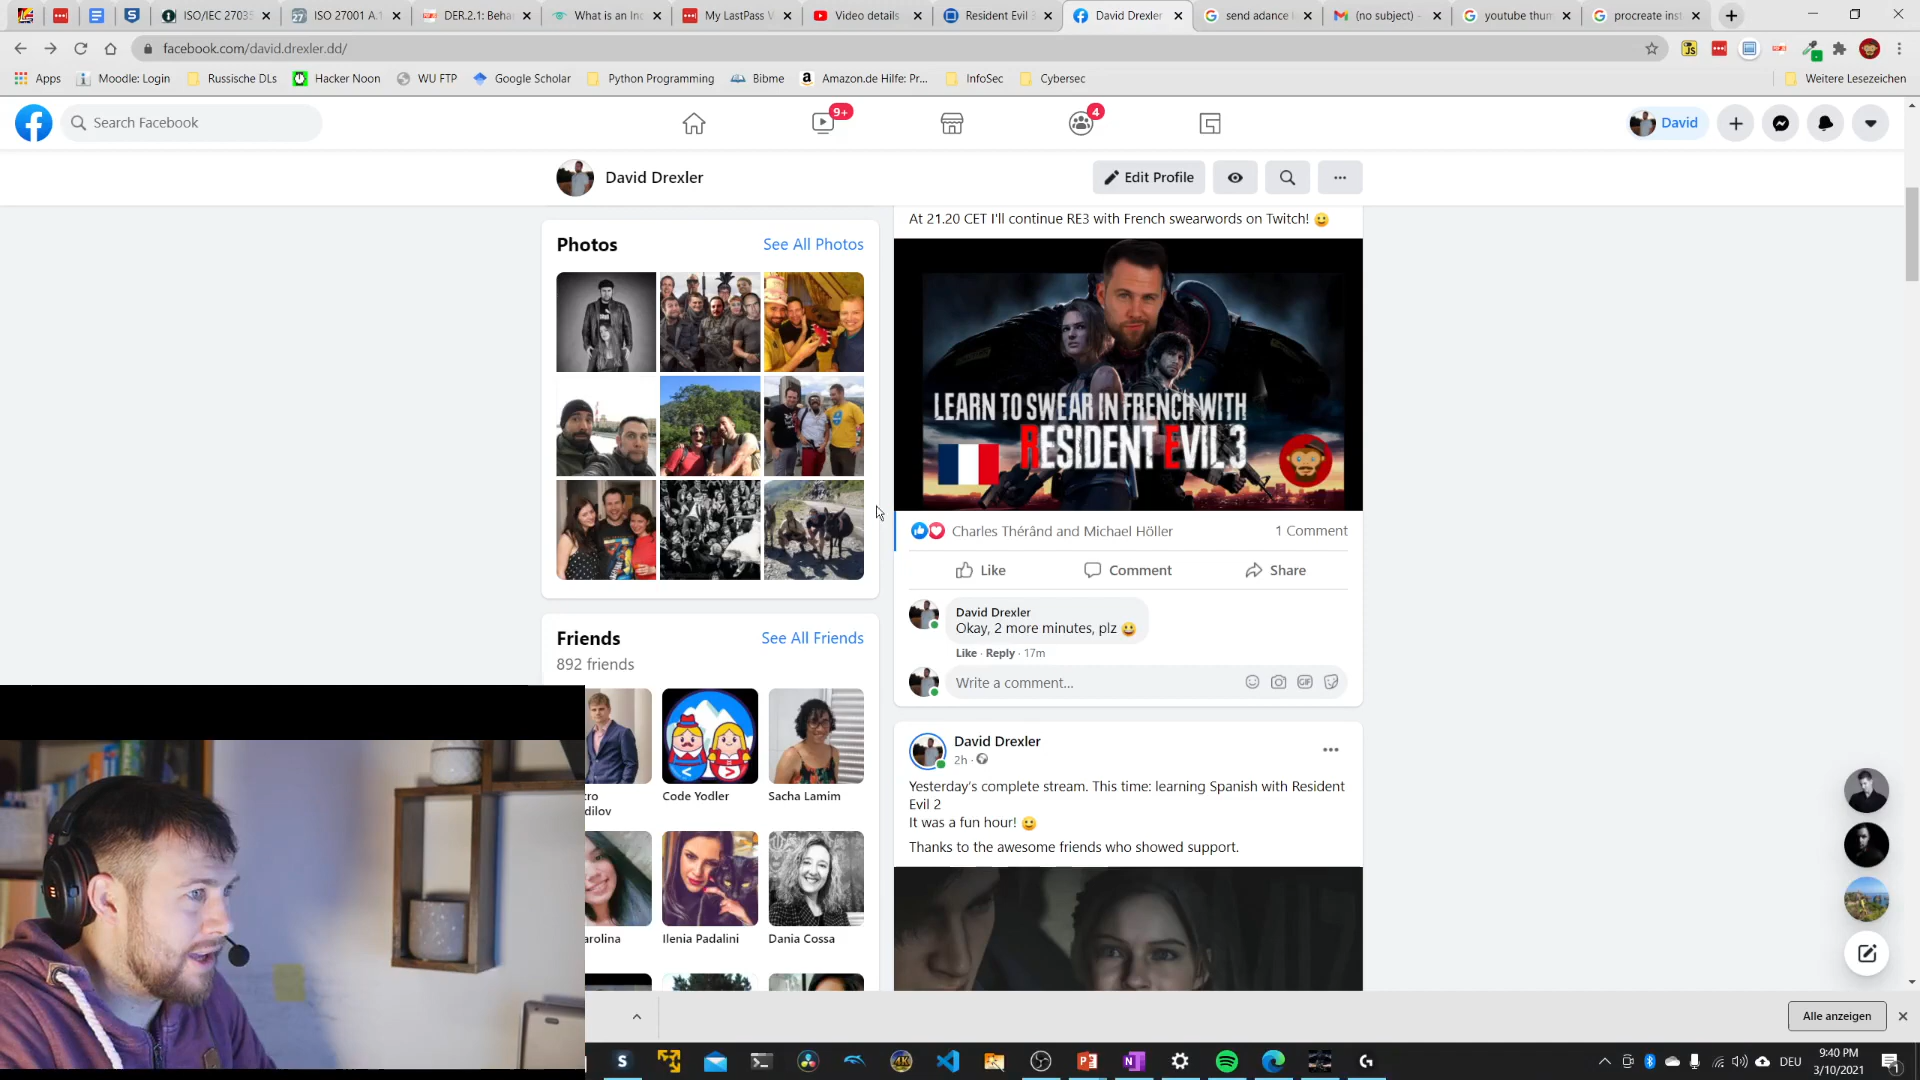 ISO/IEC 2703
ISO 27001 A.1
DER.2.1: Beha
What is an Inc
My LastPass V
Video details
Resident Evil
David Drexler
send adance
(no subject) -
youtube thum
procreate inst
facebook.com/david.drexler.dd/
Apps
Moodle: Login
Russische DLs
Hacker Noon
WU FTP
Google Scholar
Python Programming
Bibme
Amazon.de Hilfe: Pr...
InfoSec
Cybersec
Weitere Lesezeichen
Search Facebook
9+
4
David
David Drexler
Edit Profile
Photos
See All Photos
At 21.20 CET I'll continue RE3 with French swearwords on Twitch! 😀
LEARN TO SWEAR IN FRENCH WITH
RESIDENT EVIL 3
Charles Thérând and Michael Höller
1 Comment
Like
Comment
Share
David Drexler
Okay, 2 more minutes, plz 😀
Like · Reply · 17m
Write a comment...
GIF
Friends
See All Friends
892 friends
dilov
Code Yodler
Sacha Lamim
arolina
Ilenia Padalini
Dania Cossa
David Drexler
2h
Yesterday's complete stream. This time: learning Spanish with Resident
Evil 2
It was a fun hour! 😀
Thanks to the awesome friends who showed support.
Alle anzeigen
DEU
9:40 PM
3/10/2021